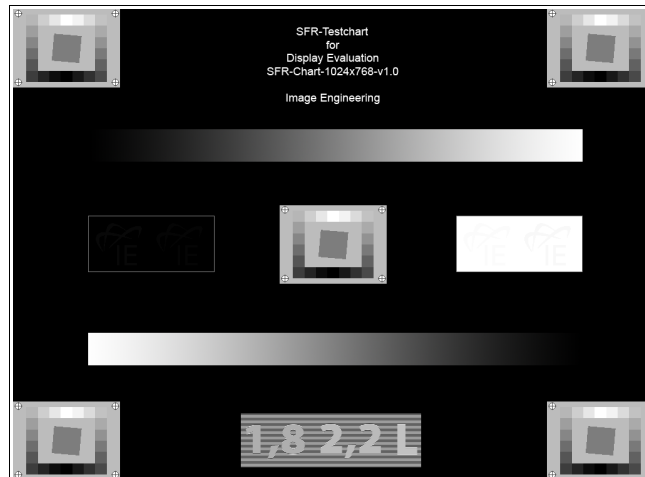 SFR-Testchart
for
Display Evaluation
SFR-Chart-1024x768-v1.0
Image Engineering
IE IE
IE IE
1,8 2,2 L